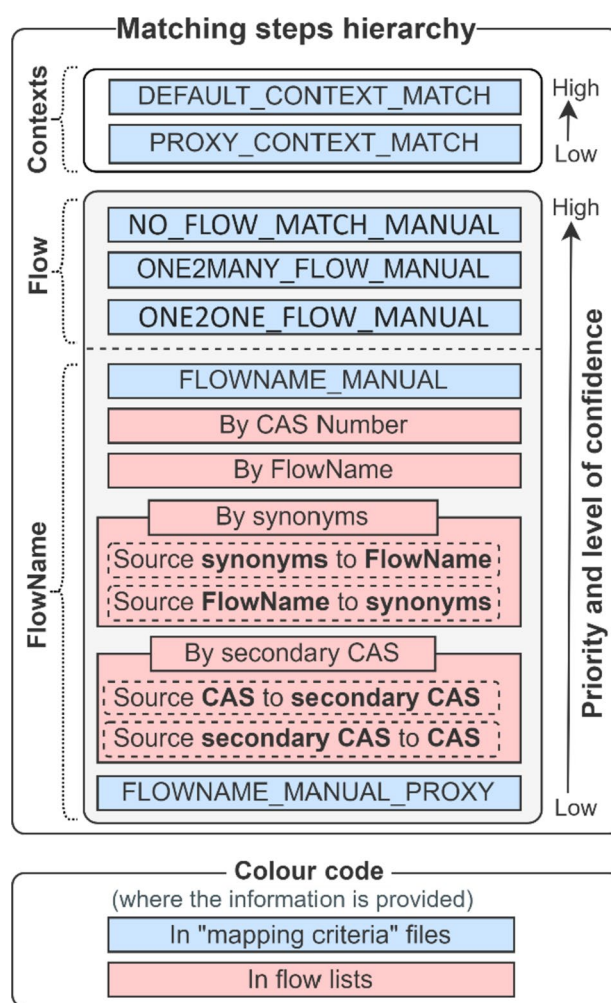 Matching steps hierarchy
Contexts
DEFAULT_CONTEXT_MATCH
PROXY_CONTEXT_MATCH
High
Low
Flow
NO_FLOW_MATCH_MANUAL
ONE2MANY_FLOW_MANUAL
ONE2ONE_FLOW_MANUAL
High
FlowName
FLOWNAME_MANUAL
By CAS Number
By FlowName
By synonyms
Source synonyms to FlowName
Source FlowName to synonyms
By secondary CAS
Source CAS to secondary CAS
Source secondary CAS to CAS
FLOWNAME_MANUAL_PROXY
Priority and level of confidence
Low
Colour code
(where the information is provided)
In "mapping criteria" files
In flow lists